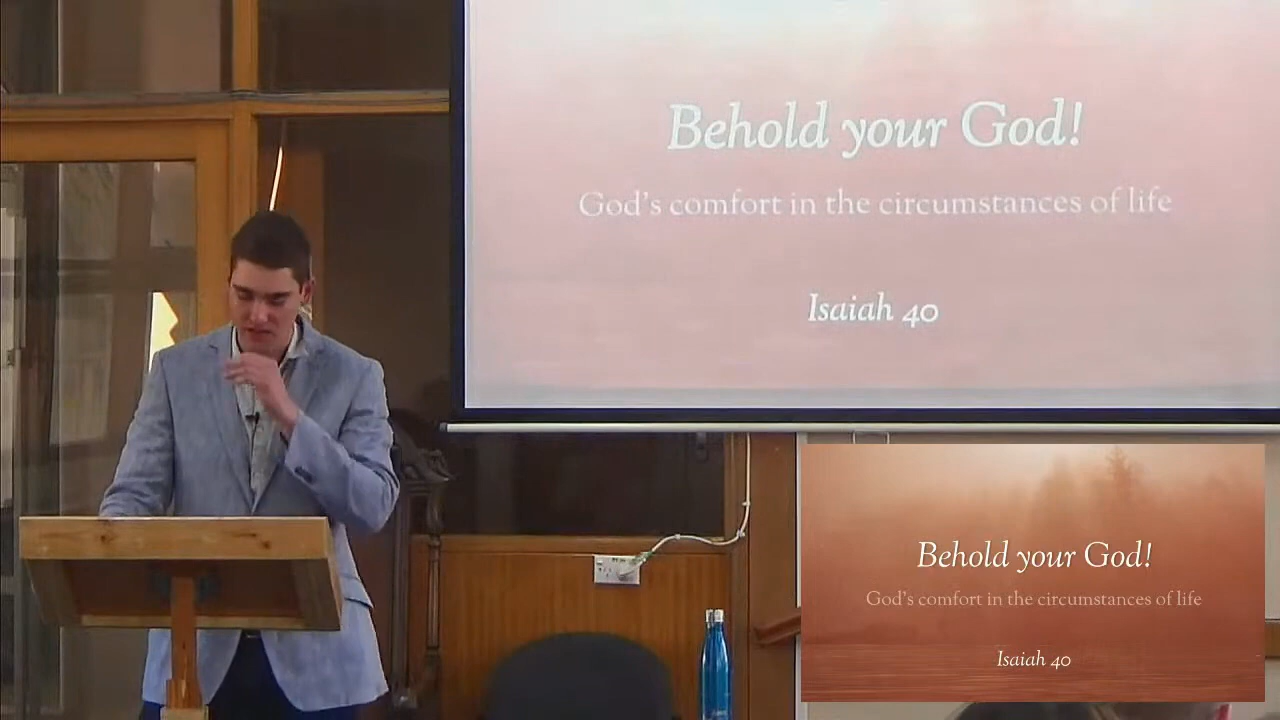 Behold your God!
God's comfort in the circumstances of life
Isaiah 40
Behold your God!
God's comfort in the circumstances of life
Isaiah 40